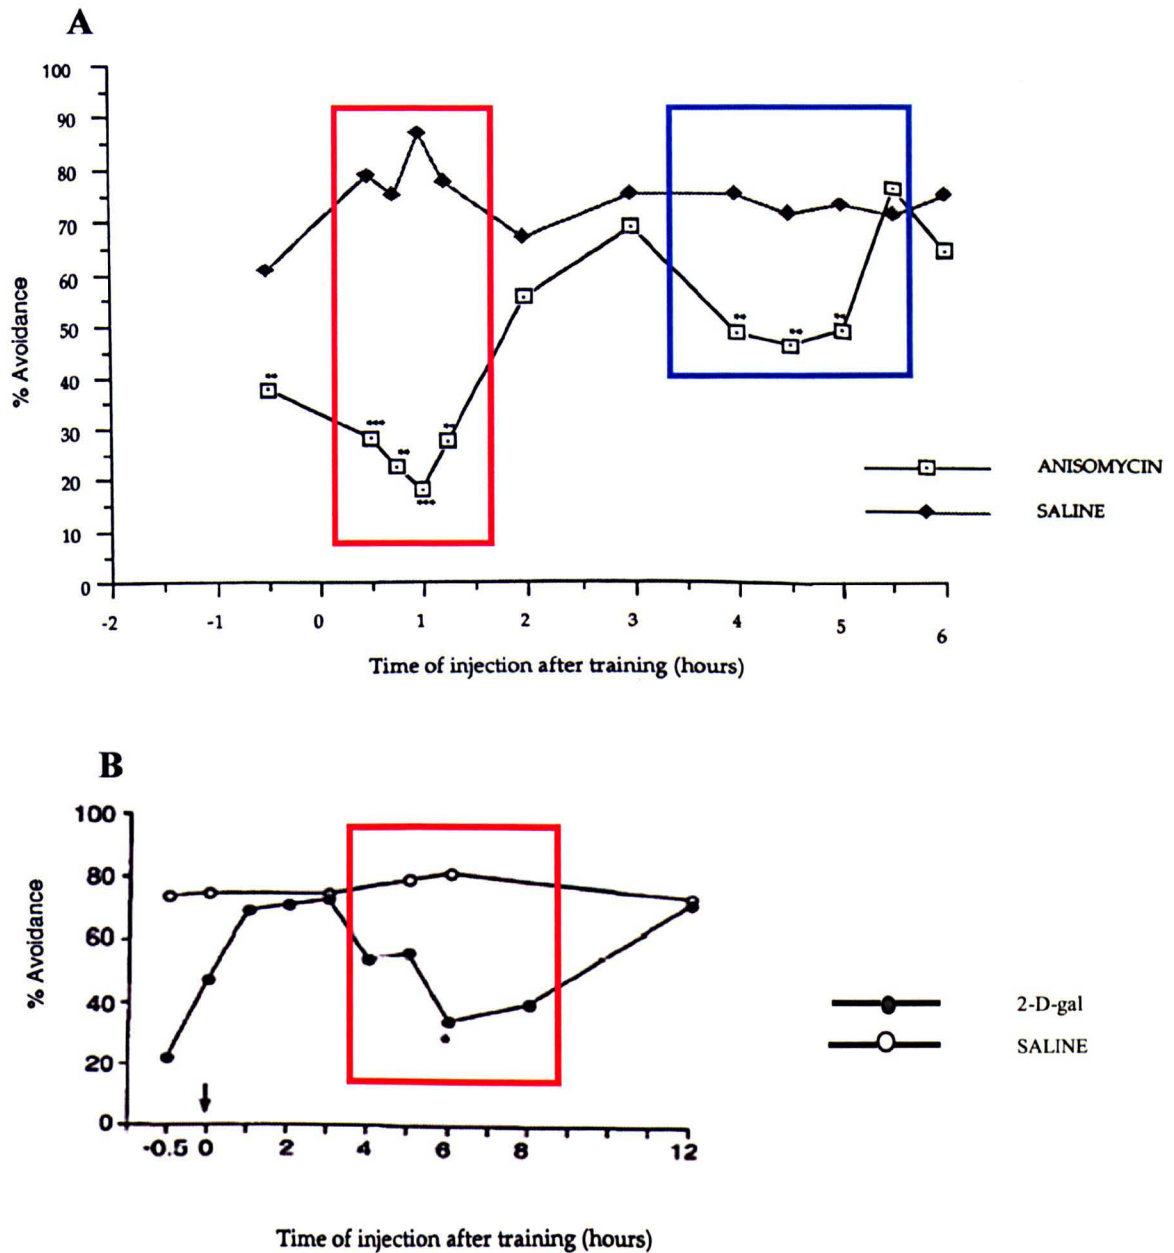 A
100
90
80
70
60
50
40
30
20
10
0
% Avoidance
-2 -1 0 1 2 3 4 5 6
Time of injection after training (hours)
** *** ** *** ** ** ** **
ANISOMYCIN
SALINE
B
100
80
60
40
20
0
% Avoidance
*
-0.5 0 2 4 6 8 12
Time of injection after training (hours)
2-D-gal
SALINE